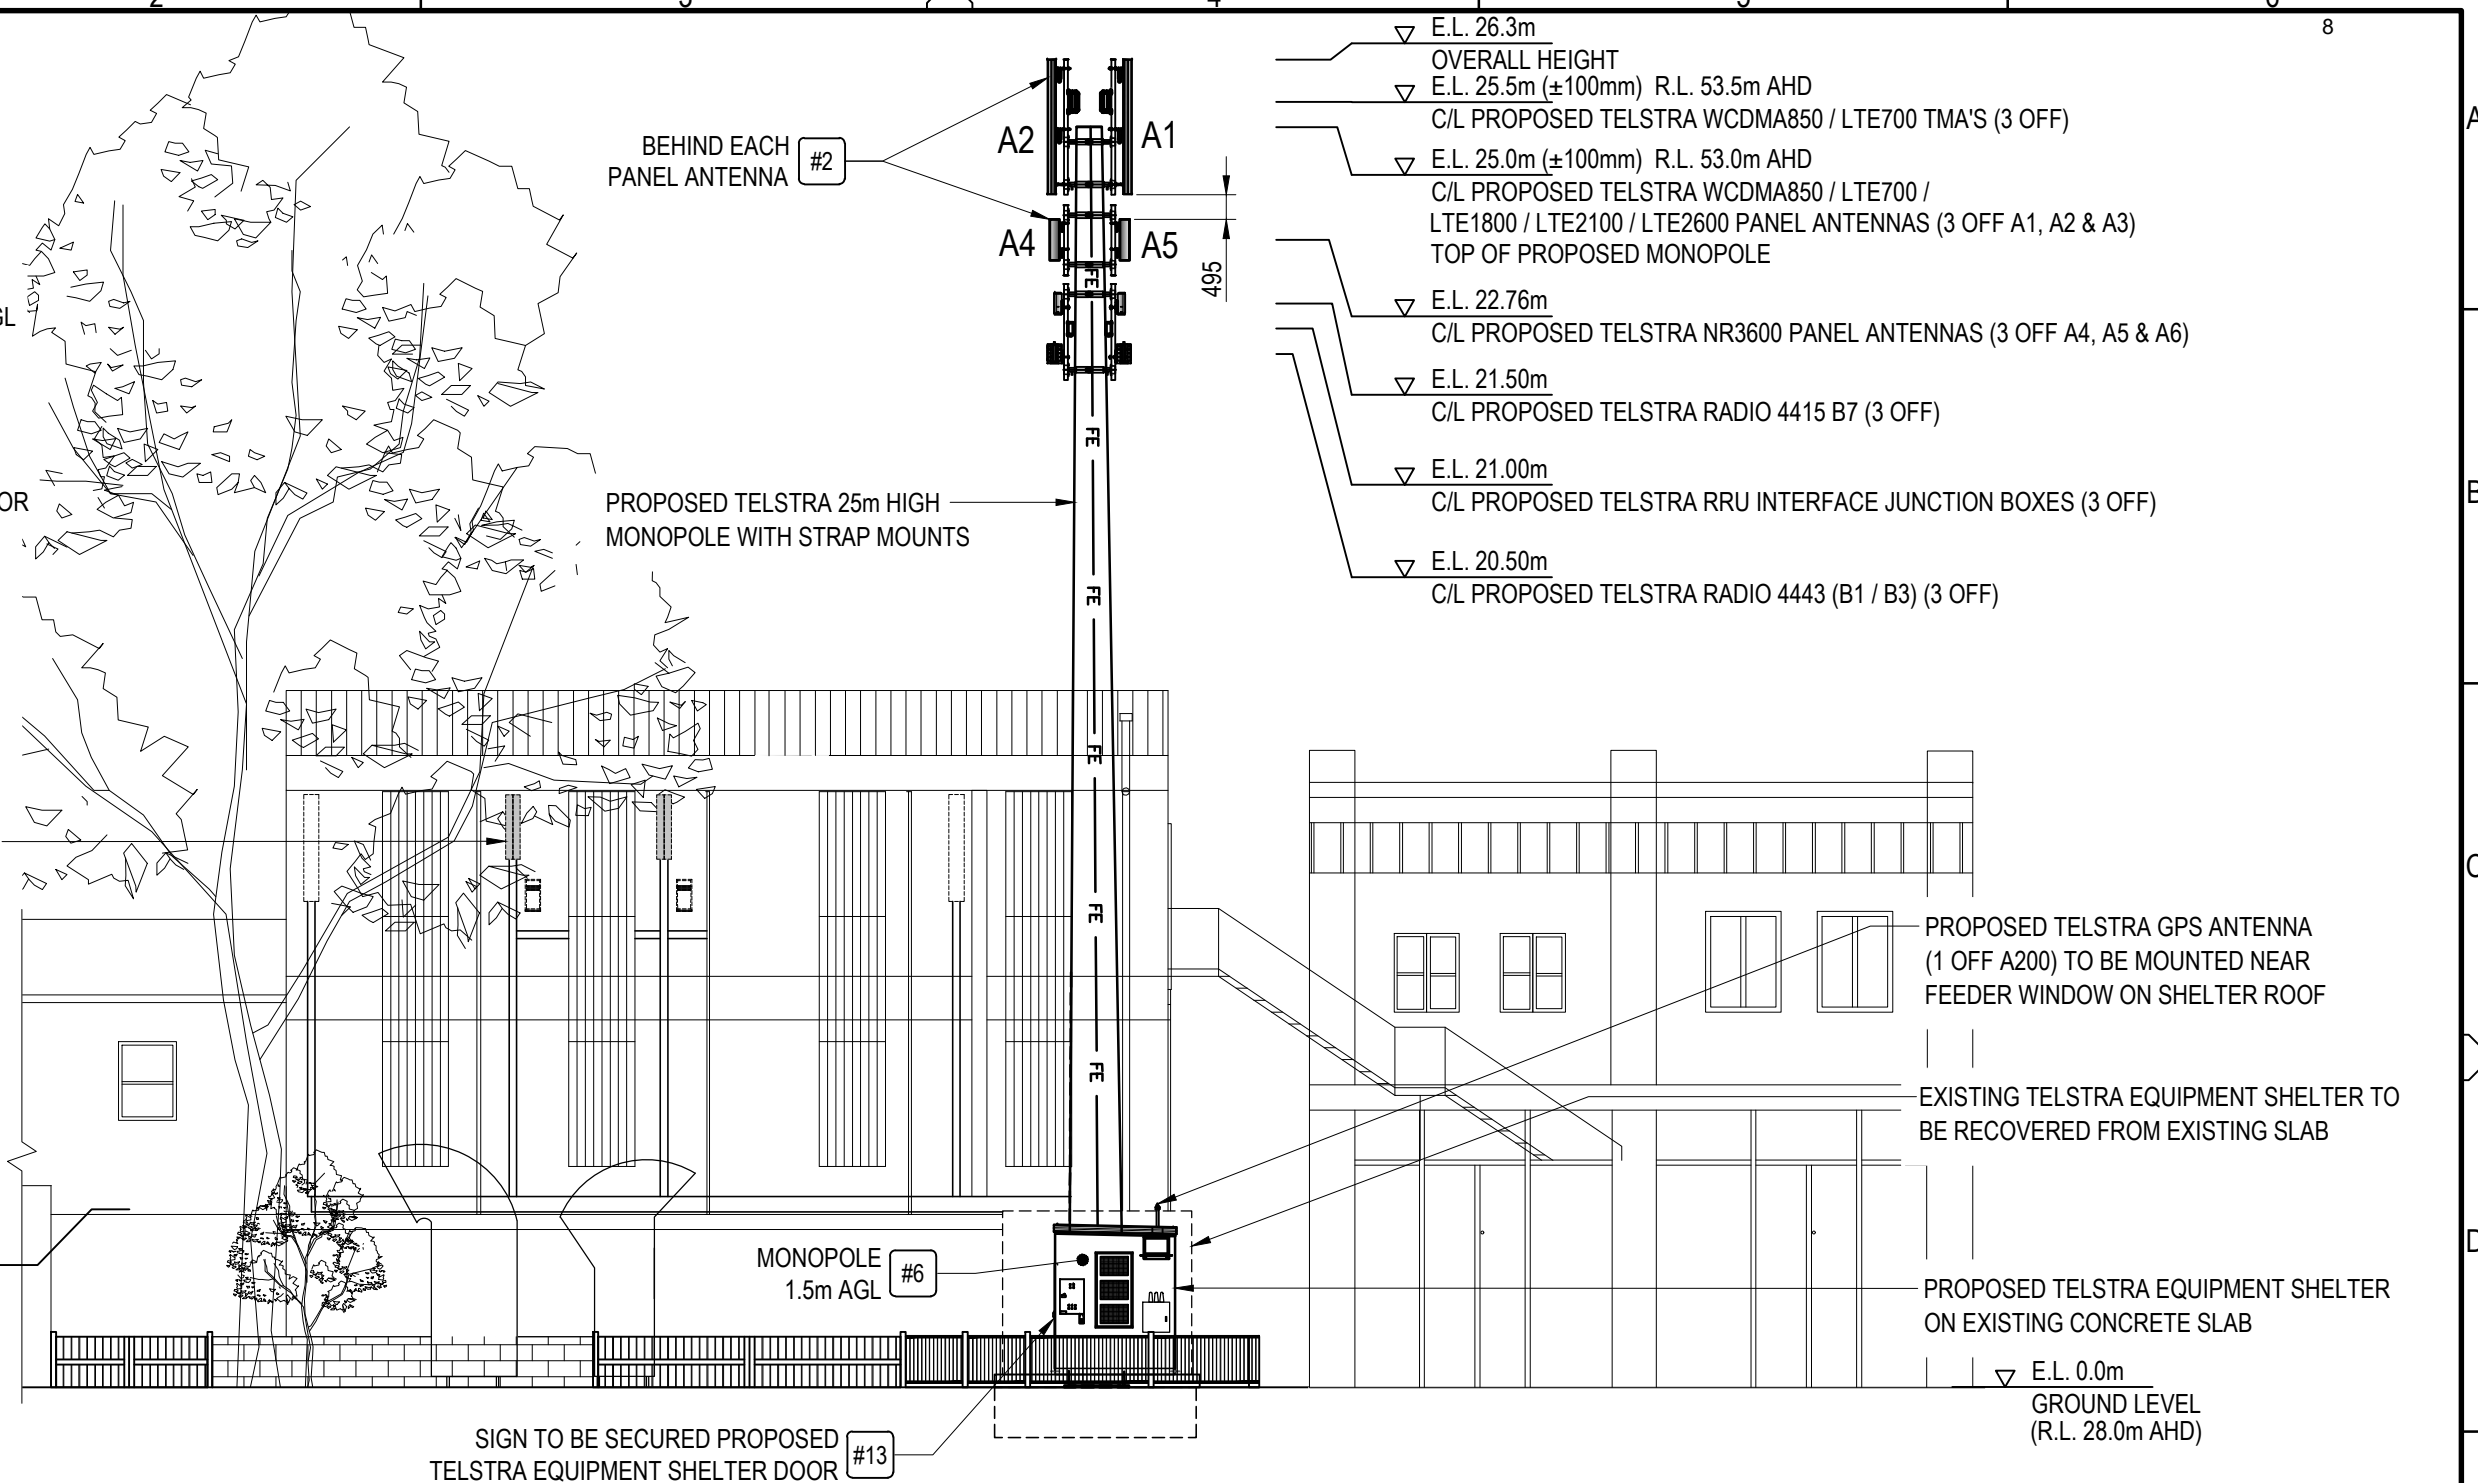 8
E.L. 26.3m
OVERALL HEIGHT
E.L. 25.5m (±100mm) R.L. 53.5m AHD
C/L PROPOSED TELSTRA WCDMA850 / LTE700 TMA'S (3 OFF)
E.L. 25.0m (±100mm) R.L. 53.0m AHD
C/L PROPOSED TELSTRA WCDMA850 / LTE700 /
LTE1800 / LTE2100 / LTE2600 PANEL ANTENNAS (3 OFF A1, A2 & A3)
TOP OF PROPOSED MONOPOLE
E.L. 22.76m
C/L PROPOSED TELSTRA NR3600 PANEL ANTENNAS (3 OFF A4, A5 & A6)
E.L. 21.50m
C/L PROPOSED TELSTRA RADIO 4415 B7 (3 OFF)
E.L. 21.00m
C/L PROPOSED TELSTRA RRU INTERFACE JUNCTION BOXES (3 OFF)
E.L. 20.50m
C/L PROPOSED TELSTRA RADIO 4443 (B1 / B3) (3 OFF)
BEHIND EACH
PANEL ANTENNA
#2
A2
A1
A4
A5
495
GL
OR
PROPOSED TELSTRA 25m HIGH
MONOPOLE WITH STRAP MOUNTS
FE
FE
FE
FE
FE
FE
PROPOSED TELSTRA GPS ANTENNA
(1 OFF A200) TO BE MOUNTED NEAR
FEEDER WINDOW ON SHELTER ROOF
EXISTING TELSTRA EQUIPMENT SHELTER TO
BE RECOVERED FROM EXISTING SLAB
MONOPOLE
1.5m AGL
#6
PROPOSED TELSTRA EQUIPMENT SHELTER
ON EXISTING CONCRETE SLAB
E.L. 0.0m
GROUND LEVEL
(R.L. 28.0m AHD)
SIGN TO BE SECURED PROPOSED
TELSTRA EQUIPMENT SHELTER DOOR
#13
A
B
C
D